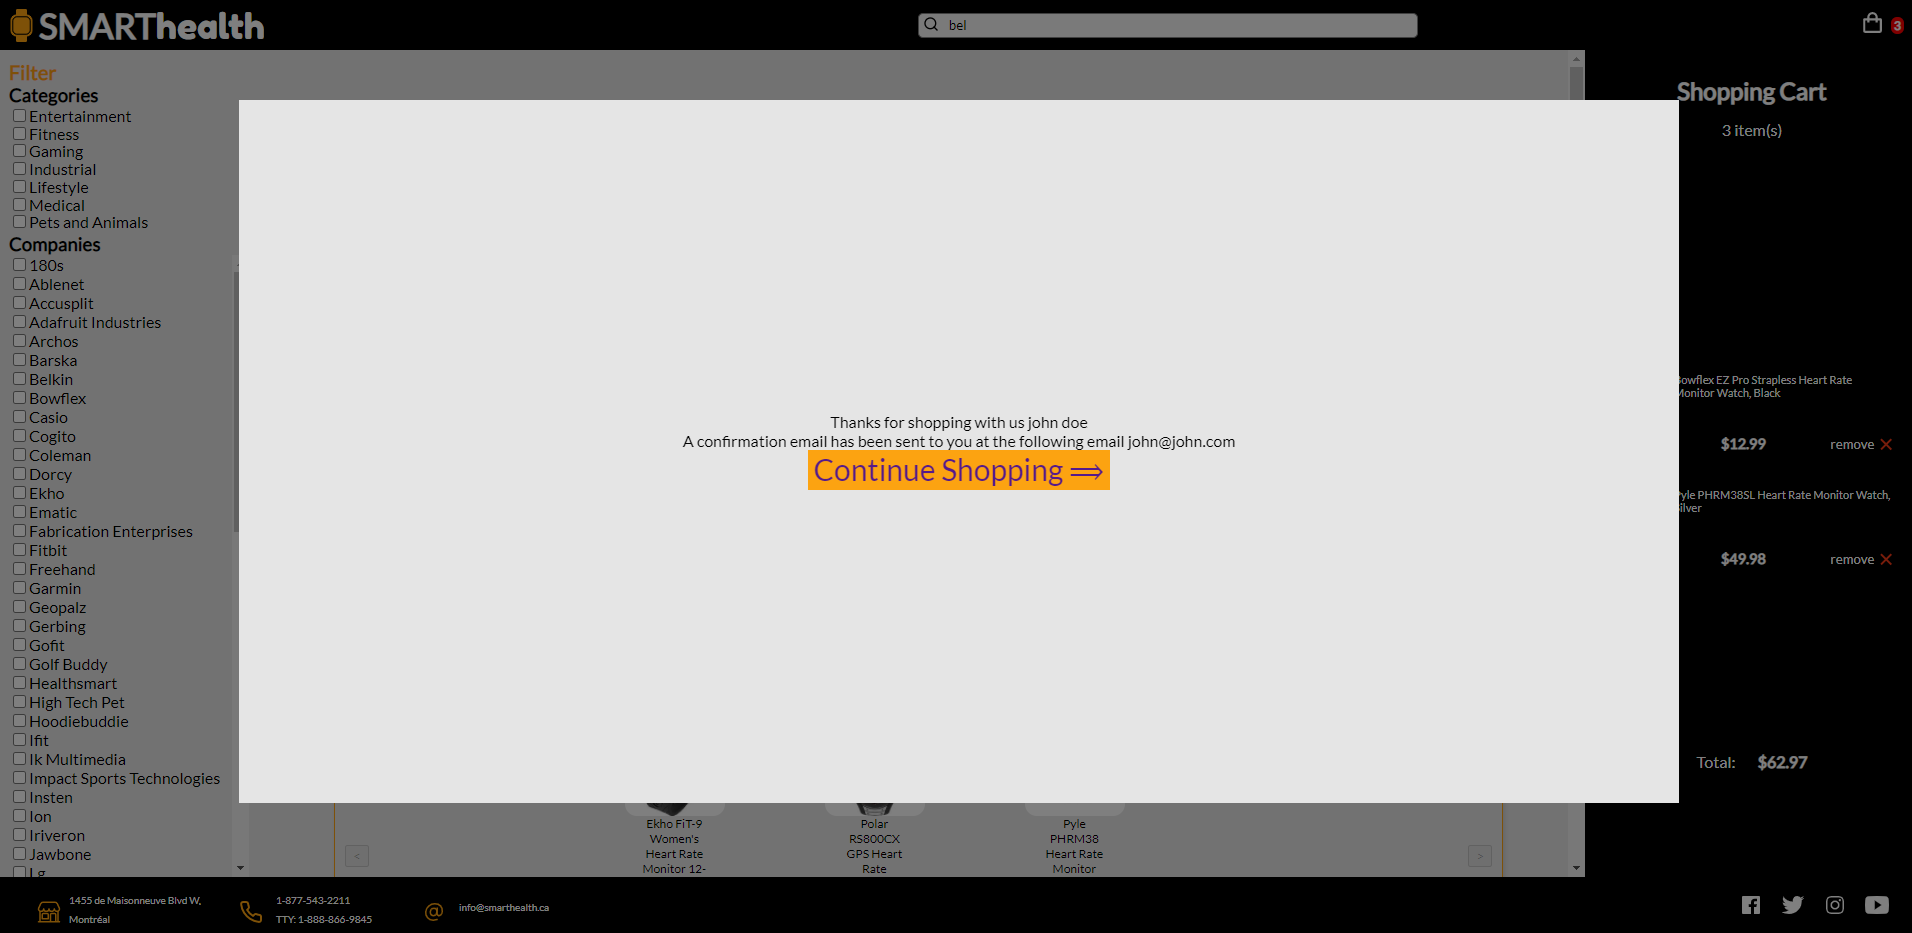 SMARThealth
bel
3
Filter
Categories
Entertainment
Fitness
Gaming
Industrial
Lifestyle
Medical
Pets and Animals
Companies
180s
Ablenet
Accusplit
Adafruit Industries
Archos
Barska
Belkin
Bowflex
Casio
Cogito
Coleman
Dorcy
Ekho
Ematic
Fabrication Enterprises
Fitbit
Freehand
Garmin
Geopalz
Gerbing
Gofit
Golf Buddy
Healthsmart
High Tech Pet
Hoodiebuddie
Ifit
Ik Multimedia
Impact Sports Technologies
Insten
Ion
Iriveron
Jawbone
Lg
Thanks for shopping with us john doe
A confirmation email has been sent to you at the following email john@john.com
Continue Shopping ⟹
Ekho FiT-9
Women's
Heart Rate
Monitor 12-
Polar
RS800CX
GPS Heart
Rate
Pyle
PHRM38
Heart Rate
Monitor
<
>
Shopping Cart
3 item(s)
Bowflex EZ Pro Strapless Heart Rate
Monitor Watch, Black
$12.99
remove
Pyle PHRM38SL Heart Rate Monitor Watch,
Silver
$49.98
remove
Total: $62.97
1455 de Maisonneuve Blvd W,
Montréal
1-877-543-2211
TTY: 1-888-866-9845
info@smarthealth.ca